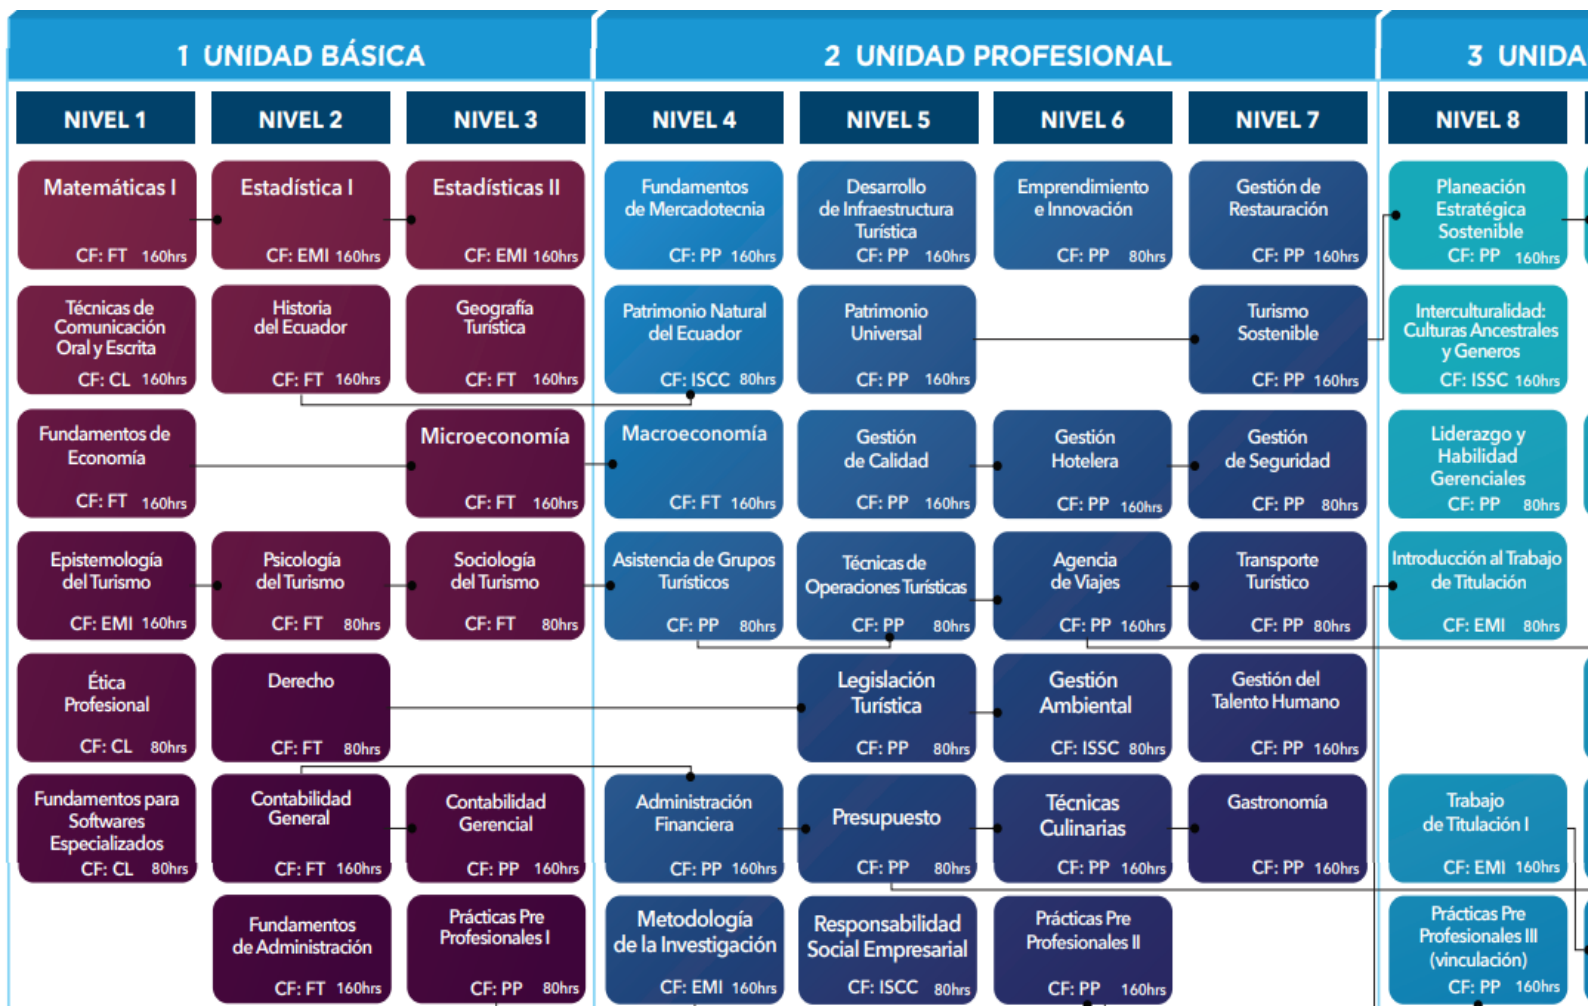 1 UNIDAD BÁSICA
2 UNIDAD PROFESIONAL
3 UNIDA
NIVEL 1
NIVEL 2
NIVEL 3
NIVEL 4
NIVEL 5
NIVEL 6
NIVEL 7
NIVEL 8
Matemáticas I
CF: FT 160hrs
Estadística I
CF: EMI 160hrs
Estadísticas II
CF: EMI 160hrs
Fundamentos
de Mercadotecnia
CF: PP 160hrs
Desarrollo
de Infraestructura
Turística
CF: PP 160hrs
Emprendimiento
e Innovación
CF: PP 80hrs
Gestión de
Restauración
CF: PP 160hrs
Planeación
Estratégica
Sostenible
CF: PP 160hrs
Técnicas de
Comunicación
Oral y Escrita
CF: CL 160hrs
Historia
del Ecuador
CF: FT 160hrs
Geografía
Turística
CF: FT 160hrs
Patrimonio Natural
del Ecuador
CF: ISCC 80hrs
Patrimonio
Universal
CF: PP 160hrs
Turismo
Sostenible
CF: PP 160hrs
Interculturalidad:
Culturas Ancestrales
y Generos
CF: ISSC 160hrs
Fundamentos de
Economía
CF: FT 160hrs
Microeconomía
CF: FT 160hrs
Macroeconomía
CF: FT 160hrs
Gestión
de Calidad
CF: PP 160hrs
Gestión
Hotelera
CF: PP 160hrs
Gestión
de Seguridad
CF: PP 80hrs
Liderazgo y
Habilidad
Gerenciales
CF: PP 80hrs
Epistemología
del Turismo
CF: EMI 160hrs
Psicología
del Turismo
CF: FT 80hrs
Sociología
del Turismo
CF: FT 80hrs
Asistencia de Grupos
Turísticos
CF: PP 80hrs
Técnicas de
Operaciones Turísticas
CF: PP 80hrs
Agencia
de Viajes
CF: PP 160hrs
Transporte
Turístico
CF: PP 80hrs
Introducción al Trabajo
de Titulación
CF: EMI 80hrs
Ética
Profesional
CF: CL 80hrs
Derecho
CF: FT 80hrs
Legislación
Turística
CF: PP 80hrs
Gestión
Ambiental
CF: ISSC 80hrs
Gestión del
Talento Humano
CF: PP 160hrs
Fundamentos para
Softwares
Especializados
CF: CL 80hrs
Contabilidad
General
CF: FT 160hrs
Contabilidad
Gerencial
CF: PP 160hrs
Administración
Financiera
CF: PP 160hrs
Presupuesto
CF: PP 80hrs
Técnicas
Culinarias
CF: PP 160hrs
Gastronomía
CF: PP 160hrs
Trabajo
de Titulación I
CF: EMI 160hrs
Fundamentos
de Administración
CF: FT 160hrs
Prácticas Pre
Profesionales I
CF: PP 80hrs
Metodología
de la Investigación
CF: EMI 160hrs
Responsabilidad
Social Empresarial
CF: ISCC 80hrs
Prácticas Pre
Profesionales II
CF: PP 160hrs
Prácticas Pre
Profesionales III
(vinculación)
CF: PP 160hrs